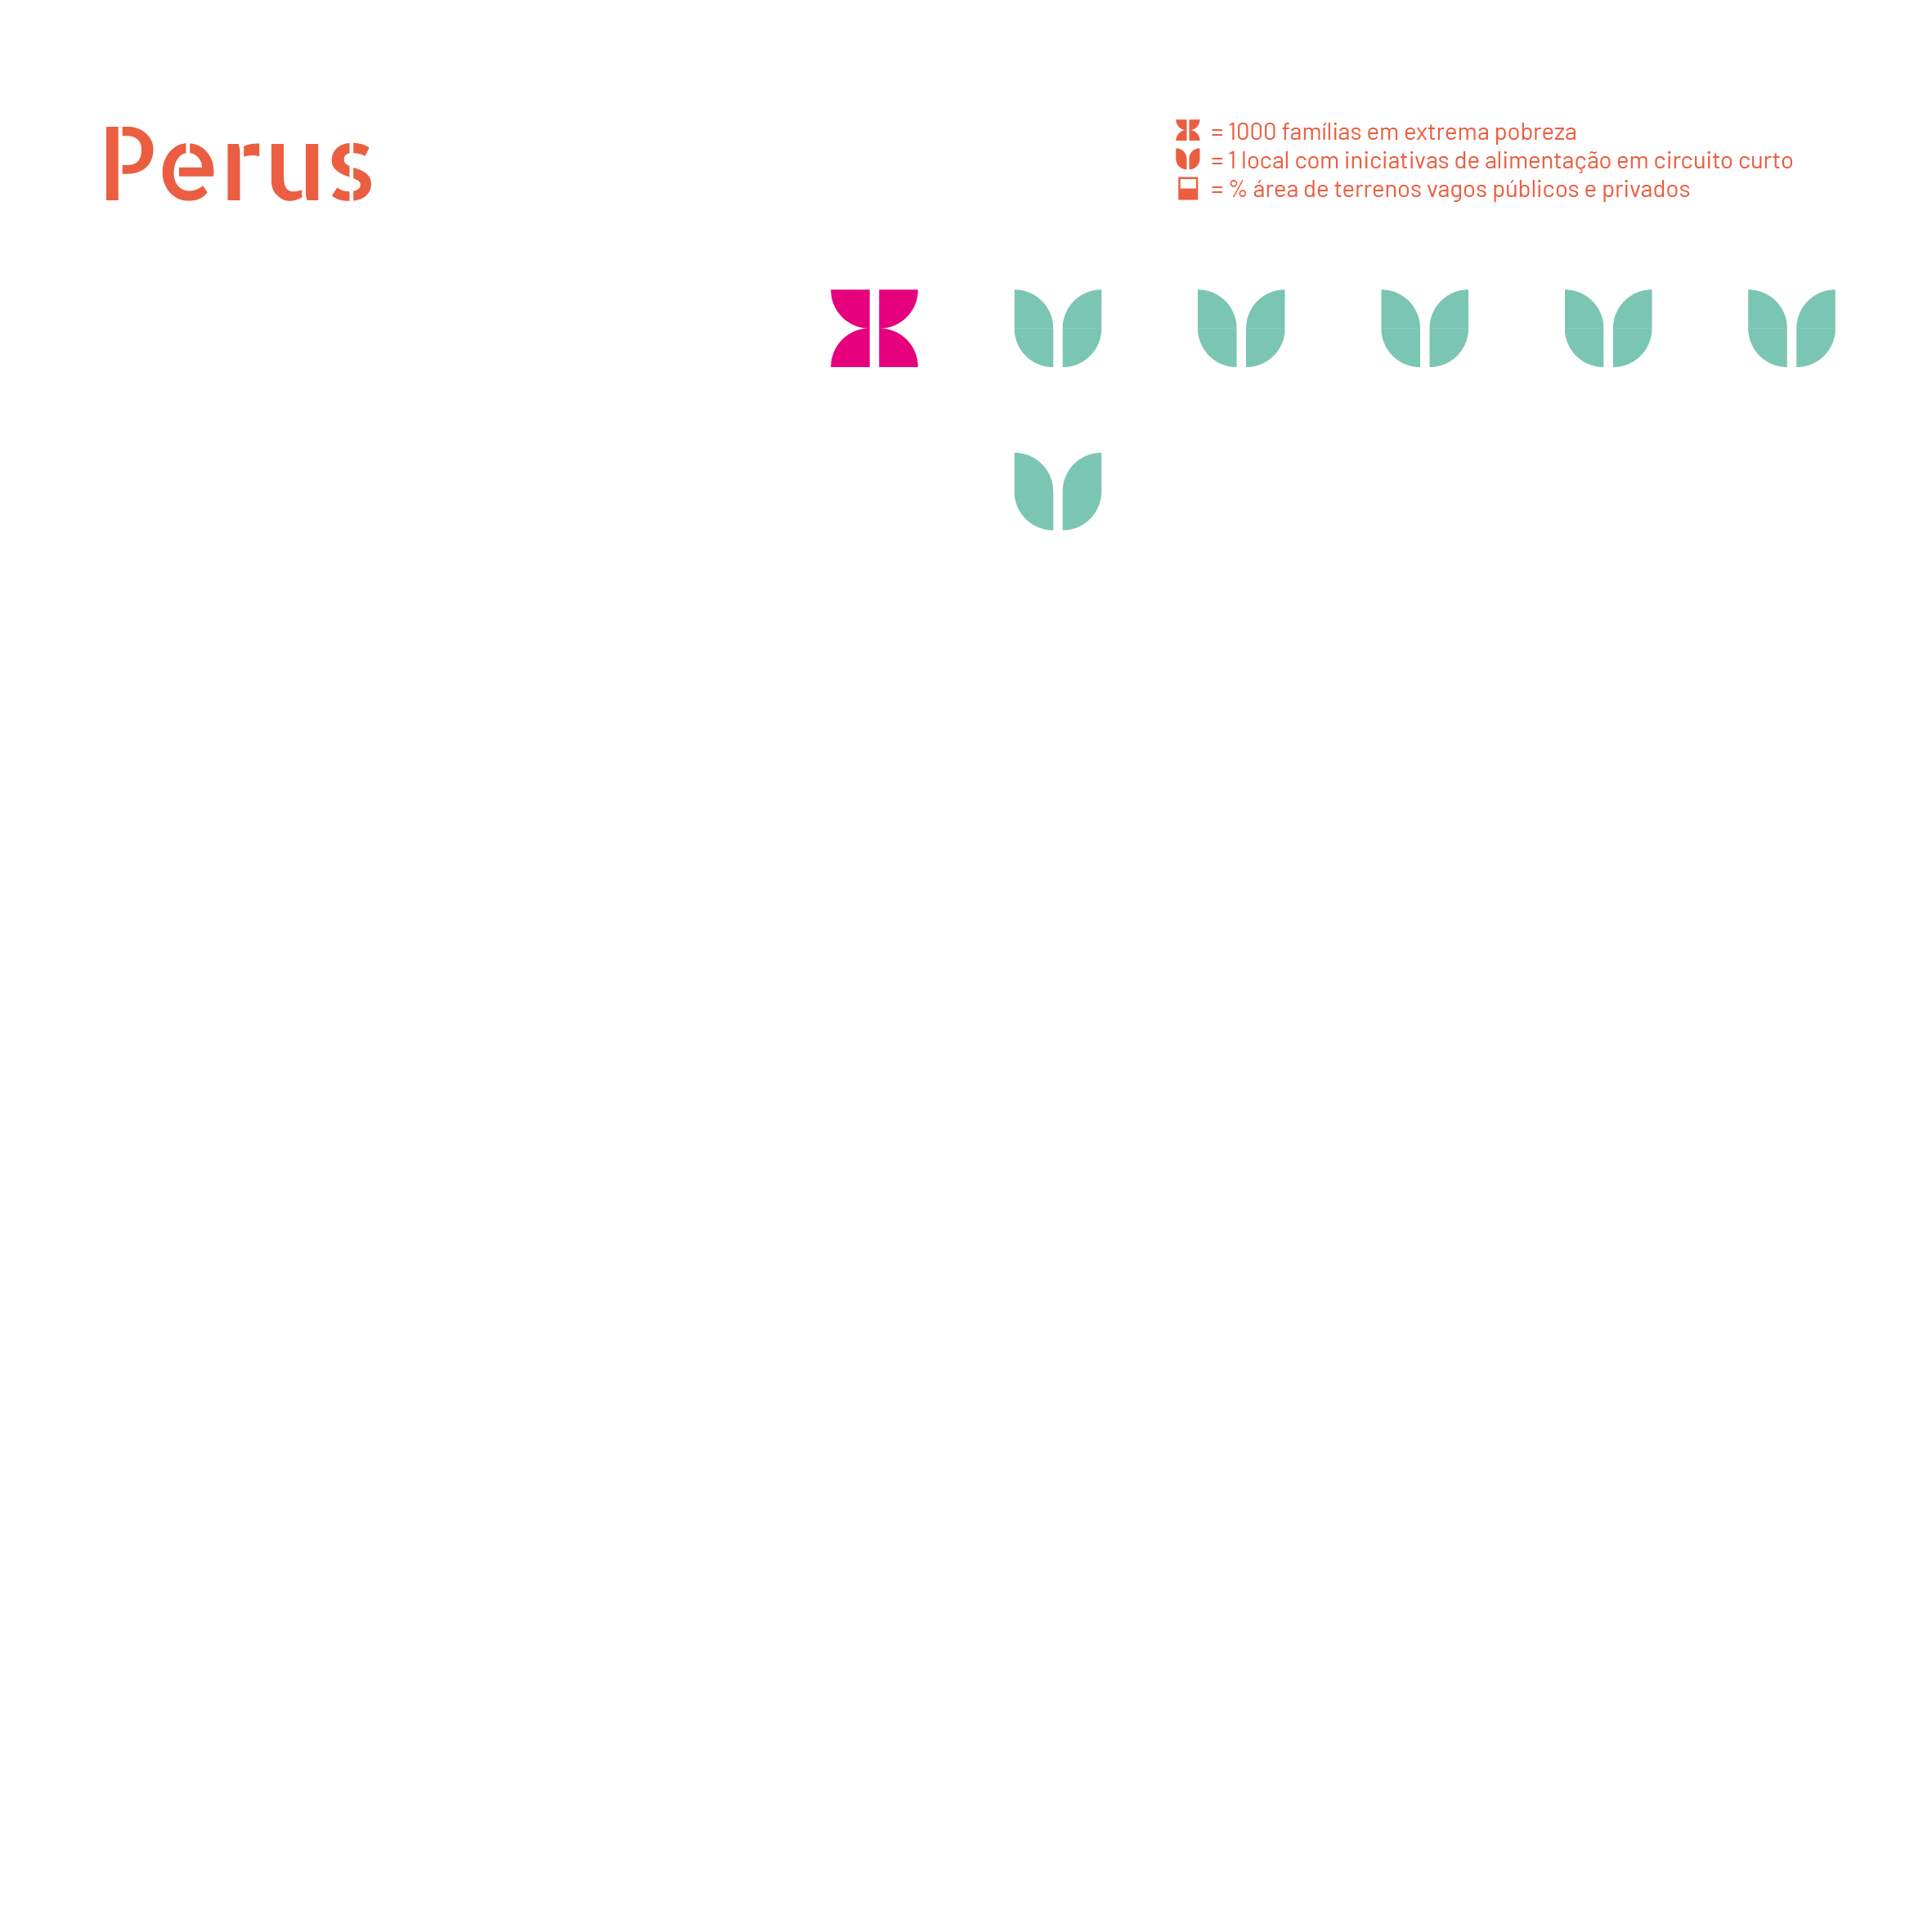 Perus
= 1000 famílias em extrema pobreza
= 1 local com iniciativas de alimentação em circuito curto
= % área de terrenos vagos públicos e privados